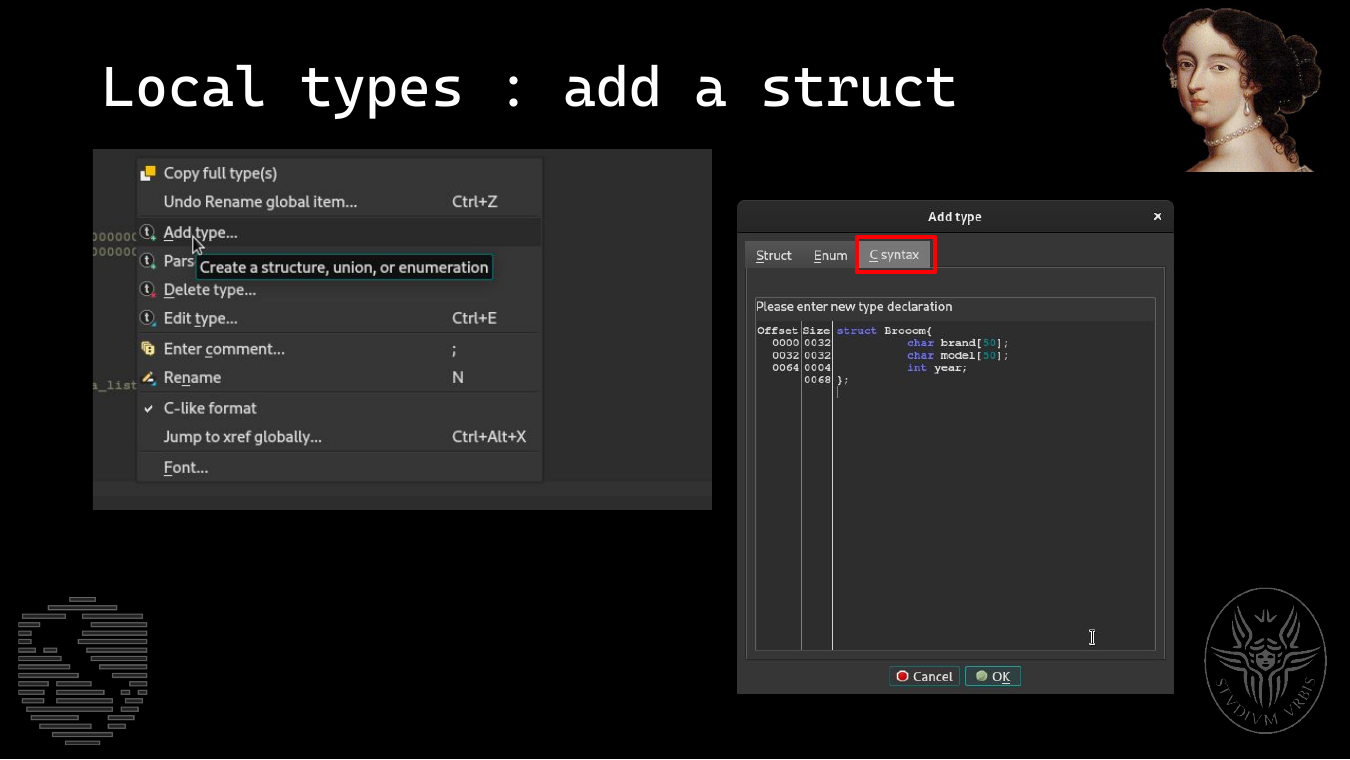 Local types : add a struct
Copy full type(s)
Undo Rename global item... Ctrl+Z
Add type...
Pars
Create a structure, union, or enumeration
Delete type...
Edit type... Ctrl+E
Enter comment... ;
Rename N
a_list
C-like format
Jump to xref globally... Ctrl+Alt+X
Font...
Add type
Struct Enum C syntax
Please enter new type declaration
Offset Size struct Brooom{
0000 0032 char brand[50];
0032 0032 char model[50];
0064 0004 int year;
0068 };
Cancel OK
STVDIVM VRBIS